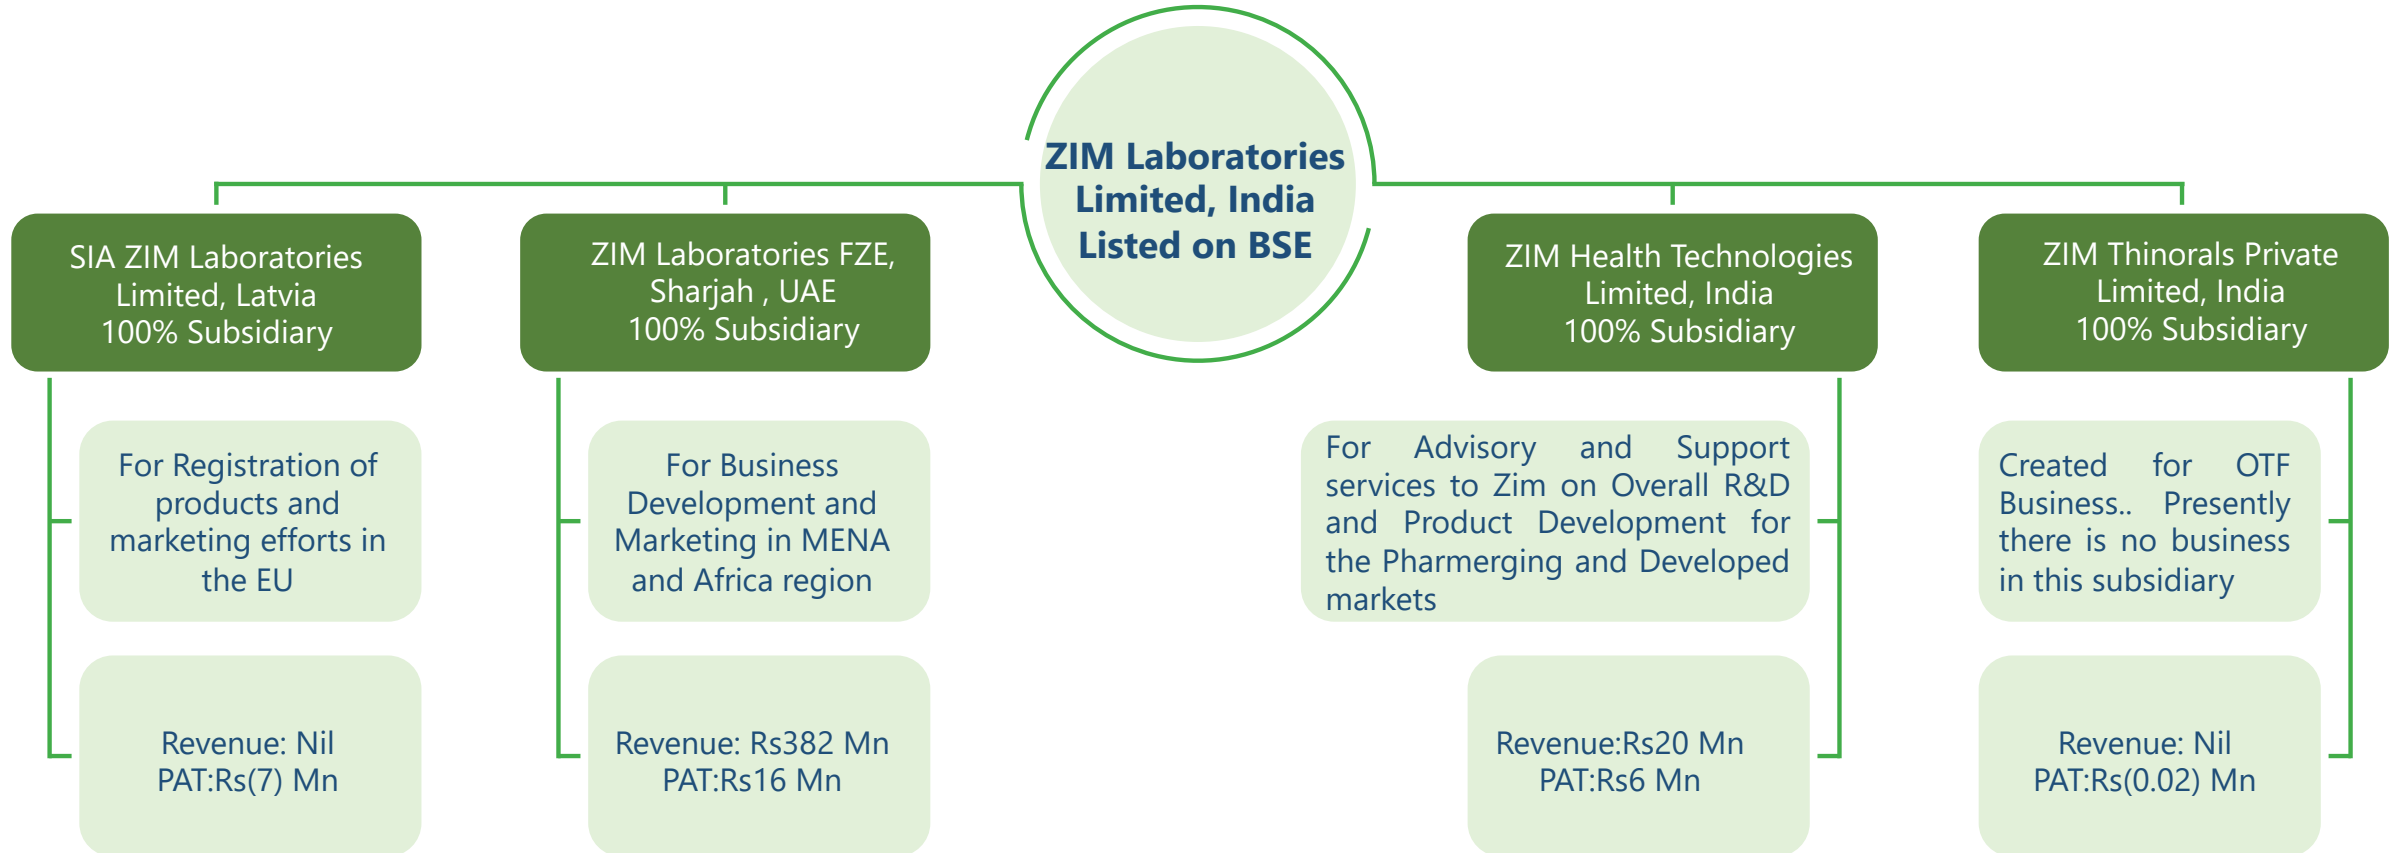 ZIM Laboratories
Limited, India
Listed on BSE
SIA ZIM Laboratories
Limited, Latvia
100% Subsidiary
For Registration of
products and
marketing efforts in
the EU
Revenue: Nil
PAT:Rs(7) Mn
ZIM Laboratories FZE,
Sharjah , UAE
100% Subsidiary
For Business
Development and
Marketing in MENA
and Africa region
Revenue: Rs382 Mn
PAT:Rs16 Mn
ZIM Health Technologies
Limited, India
100% Subsidiary
For Advisory and Support
services to Zim on Overall R&D
and Product Development for
the Pharmerging and Developed
markets
Revenue:Rs20 Mn
PAT:Rs6 Mn
ZIM Thinorals Private
Limited, India
100% Subsidiary
Created for OTF
Business.. Presently
there is no business
in this subsidiary
Revenue: Nil
PAT:Rs(0.02) Mn